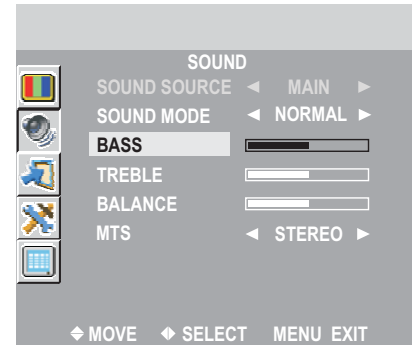 SOUND
SOUND SOURCE ◄ MAIN ►
SOUND MODE ◄ NORMAL ►
BASS
TREBLE
BALANCE
MTS ◄ STEREO ►
MOVE SELECT MENU EXIT